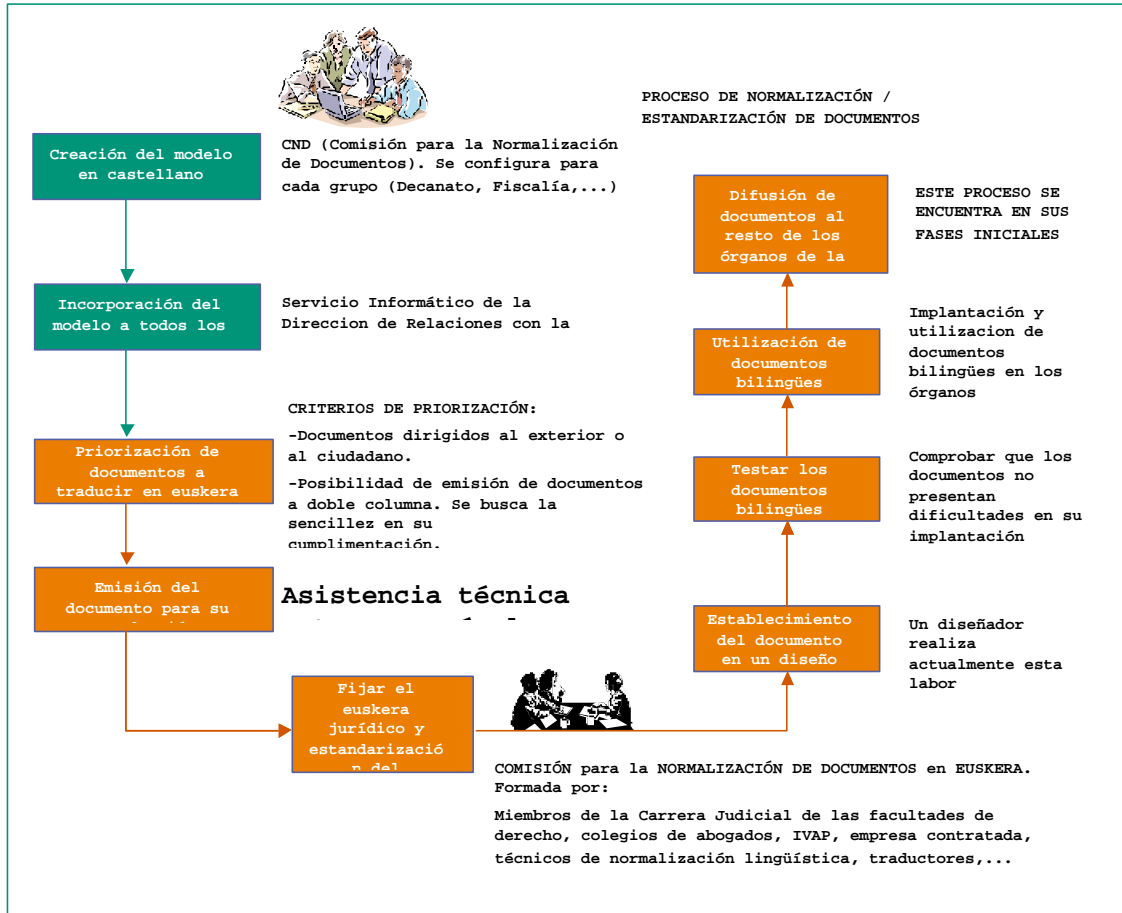 PROCESO DE NORMALIZACIÓN /
ESTANDARIZACIÓN DE DOCUMENTOS
Creación del modelo
en castellano
CND (Comisión para la Normalización
de Documentos). Se configura para
cada grupo (Decanato, Fiscalía,...)
Incorporación del
modelo a todos los
Servicio Informático de la
Direccion de Relaciones con la
CRITERIOS DE PRIORIZACIÓN:
-Documentos dirigidos al exterior o
al ciudadano.
-Posibilidad de emisión de documentos
a doble columna. Se busca la
sencillez en su
cumplimentación.
Priorización de
documentos a
traducir en euskera
Emisión del
documento para su
Asistencia técnica
Fijar el
euskera
jurídico y
estandarizació
n del
COMISIÓN para la NORMALIZACIÓN DE DOCUMENTOS en EUSKERA.
Formada por:
Miembros de la Carrera Judicial de las facultades de
derecho, colegios de abogados, IVAP, empresa contratada,
técnicos de normalización lingüística, traductores,...
Establecimiento
del documento
en un diseño
Un diseñador
realiza
actualmente esta
labor
Testar los
documentos
bilingües
Comprobar que los
documentos no
presentan
dificultades en su
implantación
Utilización de
documentos
bilingües
Implantación y
utilizacion de
documentos
bilingües en los
órganos
Difusión de
documentos al
resto de los
órganos de la
ESTE PROCESO SE
ENCUENTRA EN SUS
FASES INICIALES